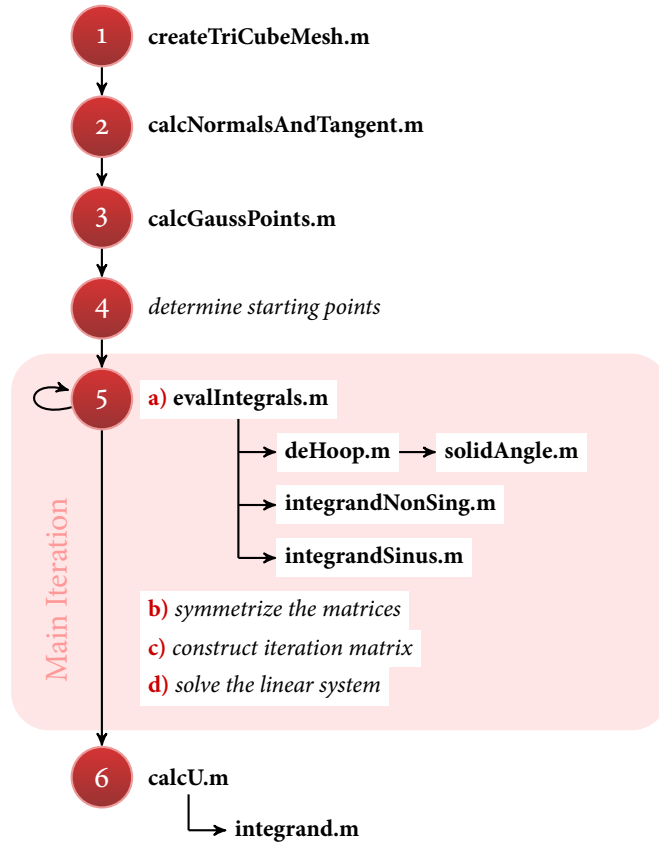 1 createTriCubeMesh.m
2 calcNormalsAndTangent.m
3 calcGaussPoints.m
4 determine starting points
5 a) evalIntegrals.m
deHoop.m solidAngle.m
integrandNonSing.m
integrandSinus.m
Main Iteration
b) symmetrize the matrices
c) construct iteration matrix
d) solve the linear system
6 calcU.m
integrand.m